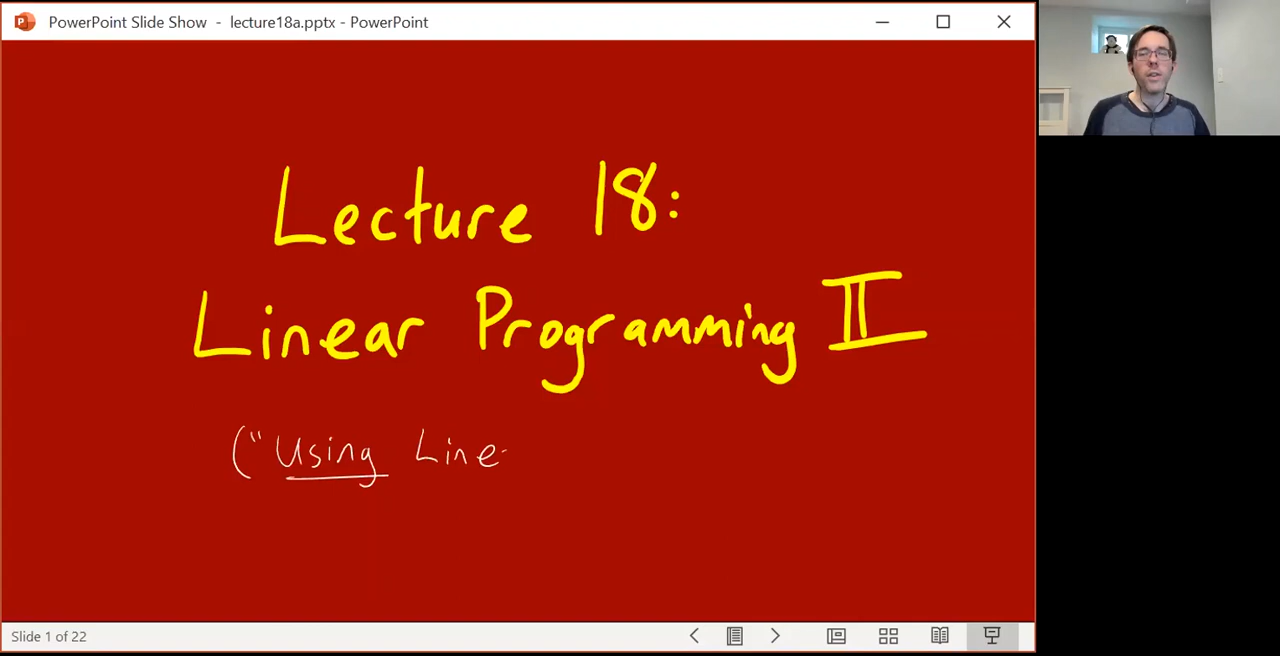 PowerPoint Slide Show - lecture18a.pptx - PowerPoint
Lecture 18:
Linear Programming II
("Using Line
Slide 1 of 22